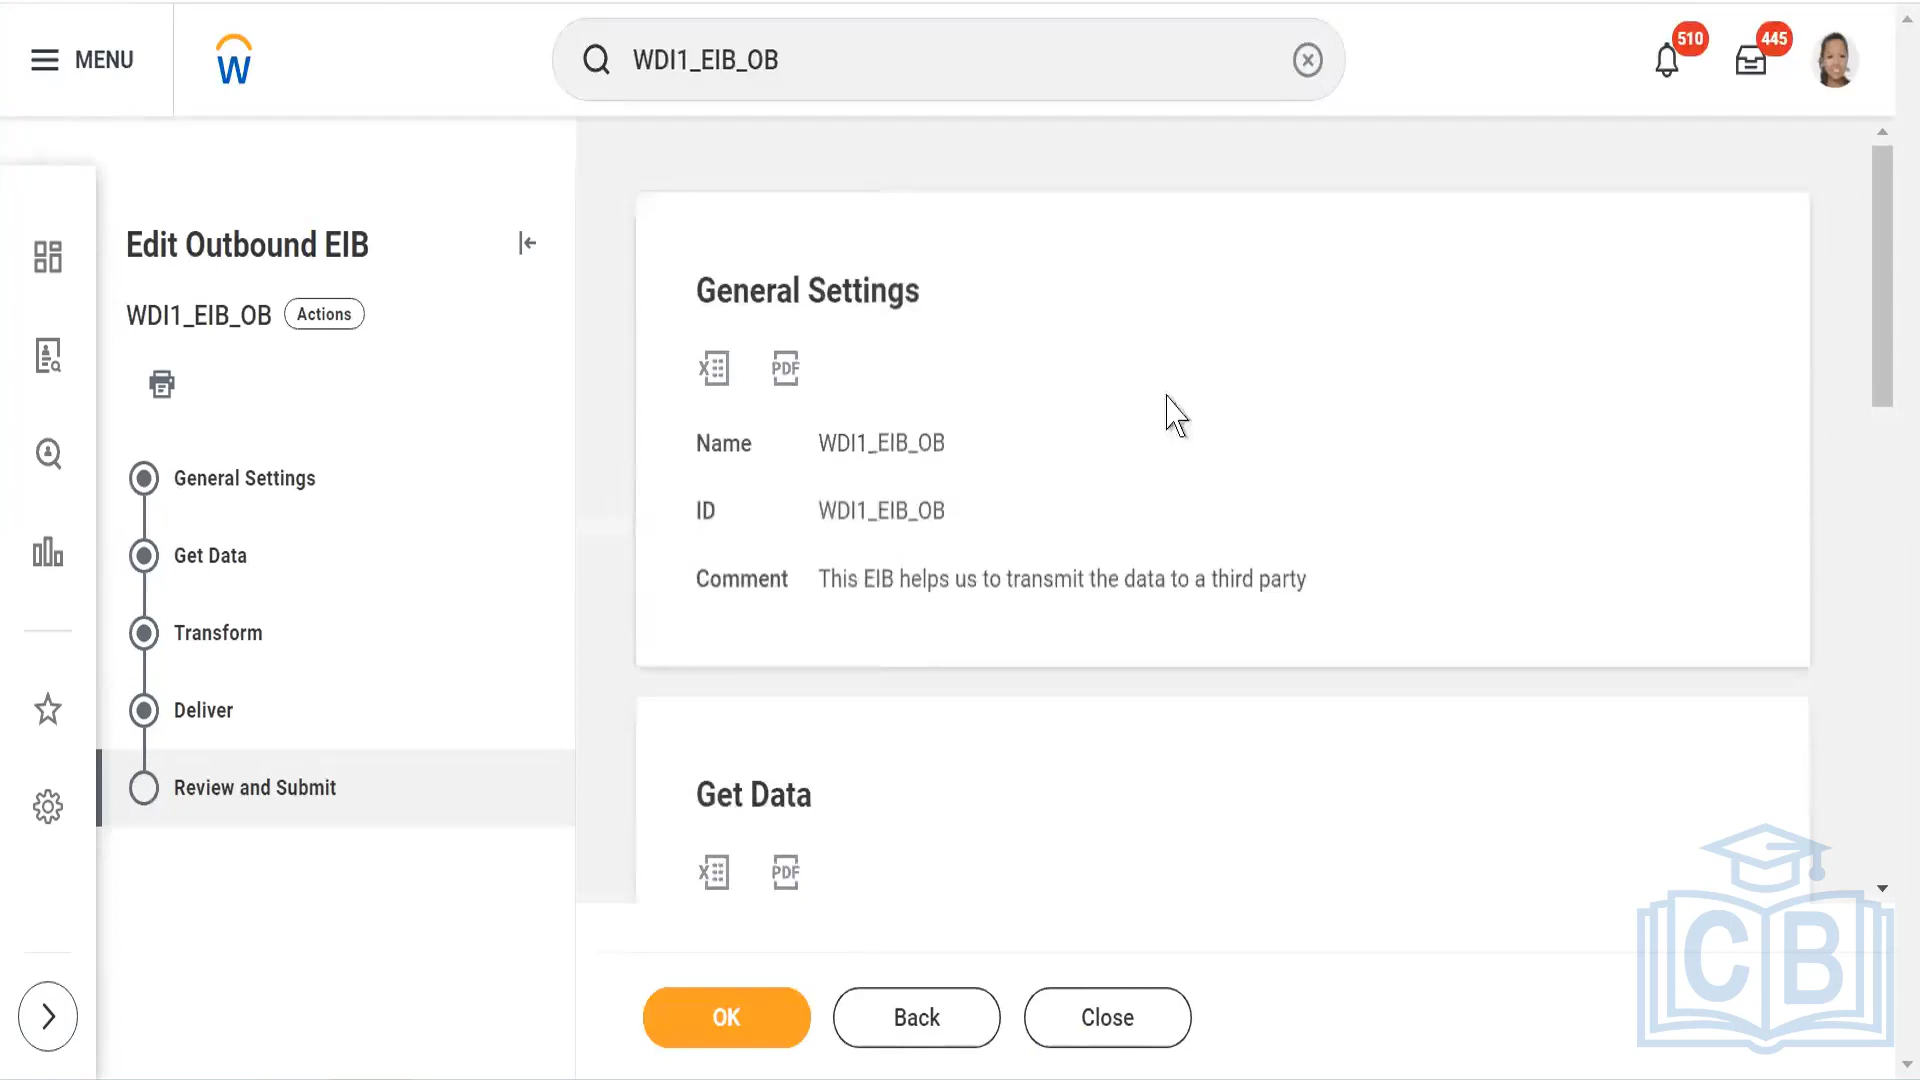 MENU
W
WDI1_EIB_OB
510
445
Edit Outbound EIB
WDI1_EIB_OB
Actions
General Settings
Get Data
Transform
Deliver
Review and Submit
General Settings
X
PDF
Name WDI1_EIB_OB
ID WDI1_EIB_OB
Comment This EIB helps us to transmit the data to a third party
Get Data
X
PDF
OK
Back
Close
CB